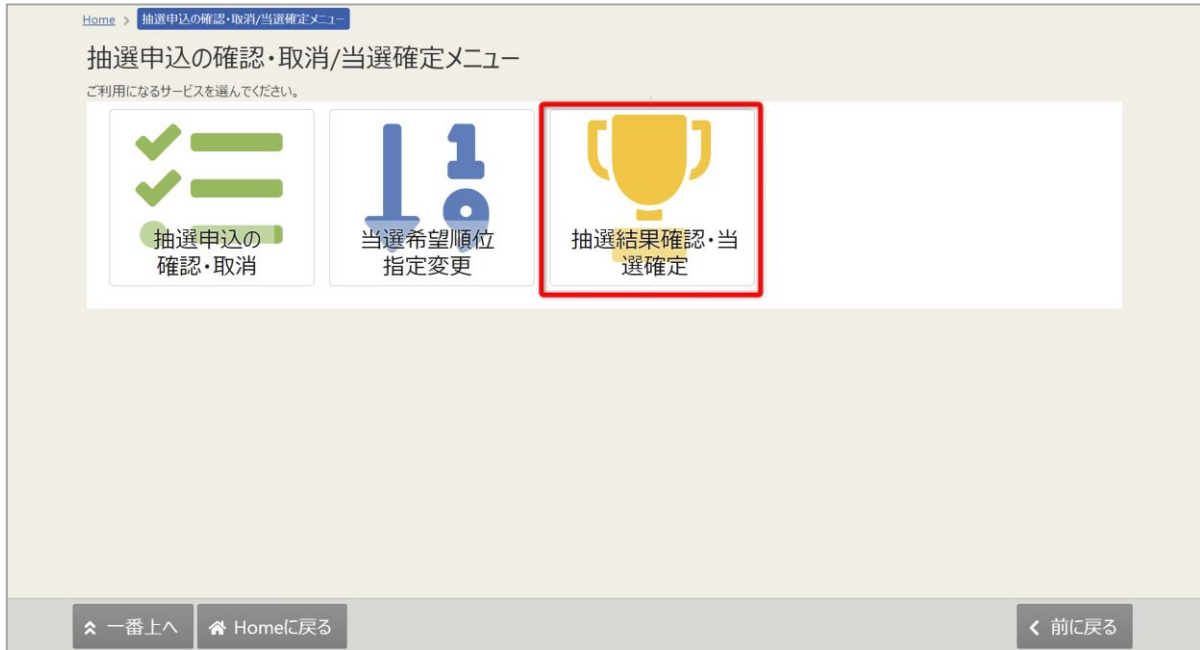 Home > 抽選申込の確認・取消/当選確定メニュー
抽選申込の確認・取消/当選確定メニュー
ご利用になるサービスを選んでください。
抽選申込の
確認・取消
当選希望順位
指定変更
抽選結果確認・当
選確定
一番上へ
Homeに戻る
前に戻る